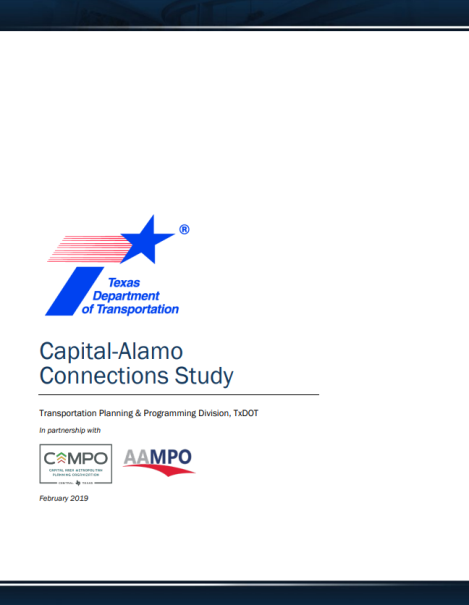 ®
Texas
Department
of Transportation
Capital-Alamo
Connections Study
Transportation Planning & Programming Division, TxDOT
In partnership with
CAMPO
CAPITAL AREA METROPOLITAN
PLANNING ORGANIZATION
CENTRAL TEXAS
AAMPO
February 2019